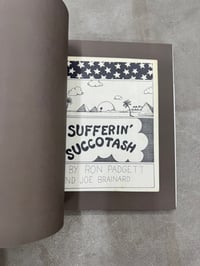 SUFFERIN'
SUCCOTASH
BY RON PADGETT
AND JOE BRAINARD